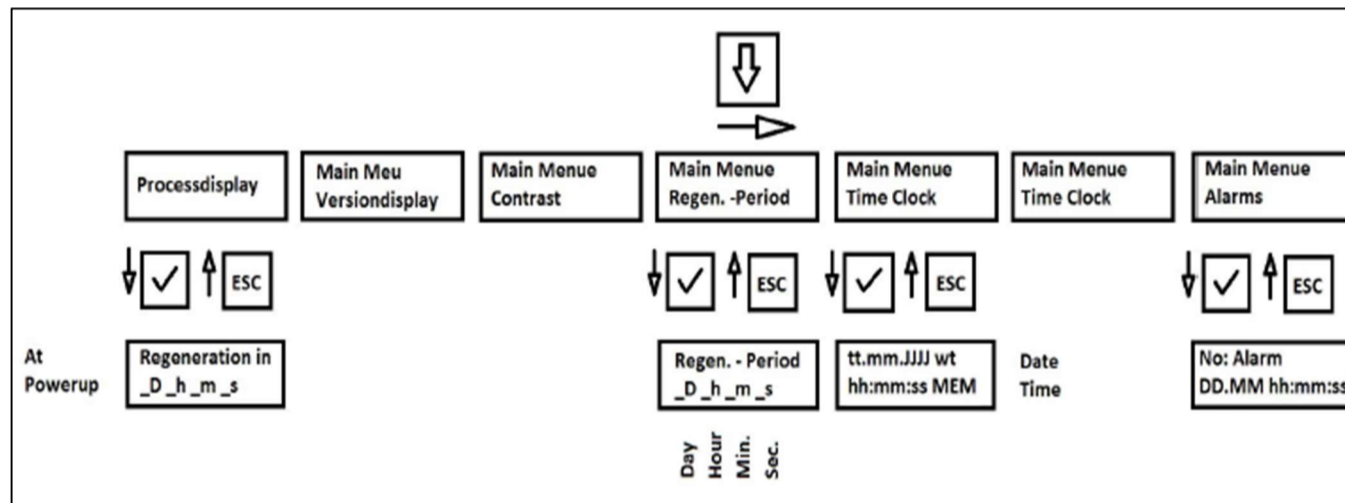 Processdisplay
Main Meu
Versiondisplay
Main Menue
Contrast
Main Menue
Regen. -Period
Main Menue
Time Clock
Main Menue
Time Clock
Main Menue
Alarms
ESC
ESC
ESC
ESC
At
Powerup
Regeneration in
_D _h _m _s
Regen. - Period
_D _h _m _s
tt.mm.JJJJ wt
hh:mm:ss MEM
Date
Time
No: Alarm
DD.MM hh:mm:ss
Day
Hour
Min.
Sec.